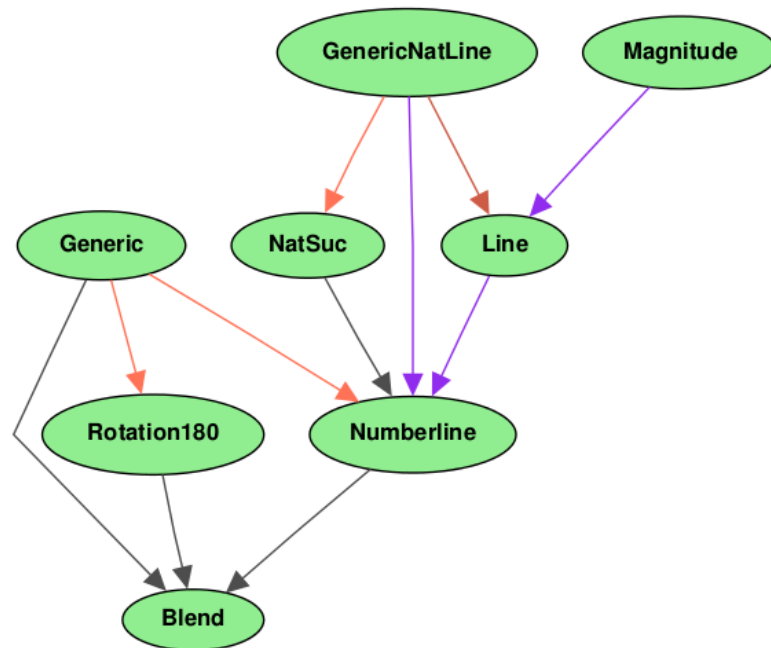 GenericNatLine
Magnitude
Generic
NatSuc
Line
Rotation180
Numberline
Blend